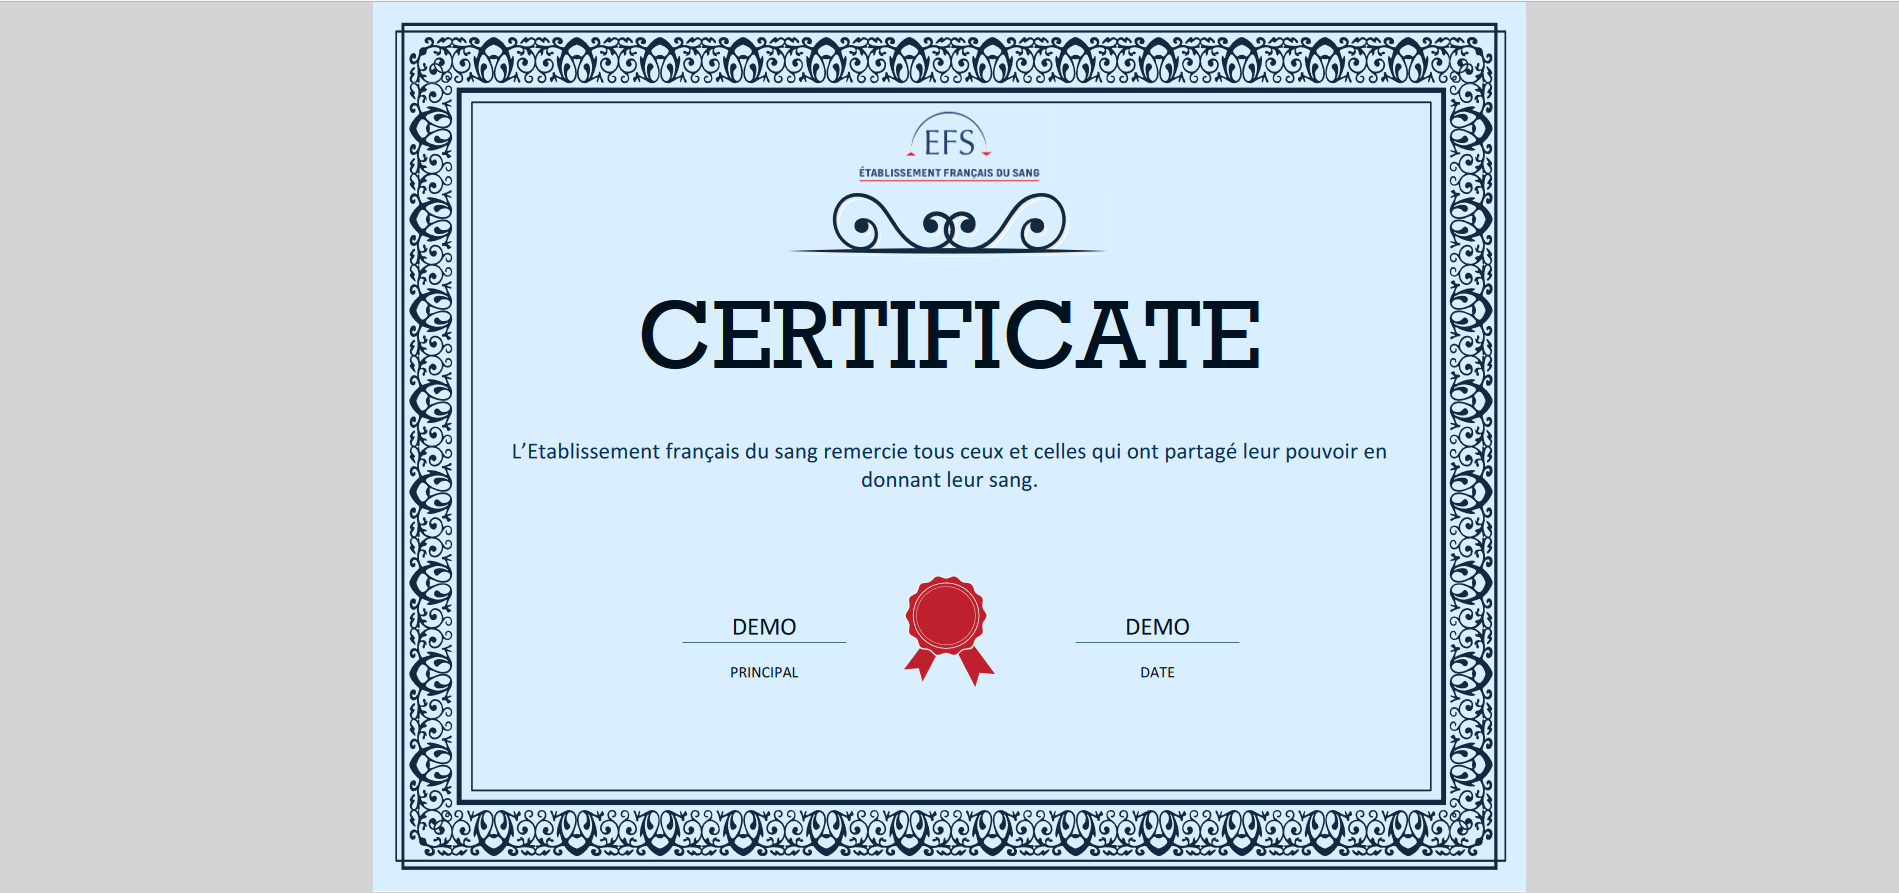 EFS
ÉTABLISSEMENT FRANÇAIS DU SANG
CERTIFICATE
L’Etablissement français du sang remercie tous ceux et celles qui ont partagé leur pouvoir en
donnant leur sang.
DEMO
PRINCIPAL
DEMO
DATE